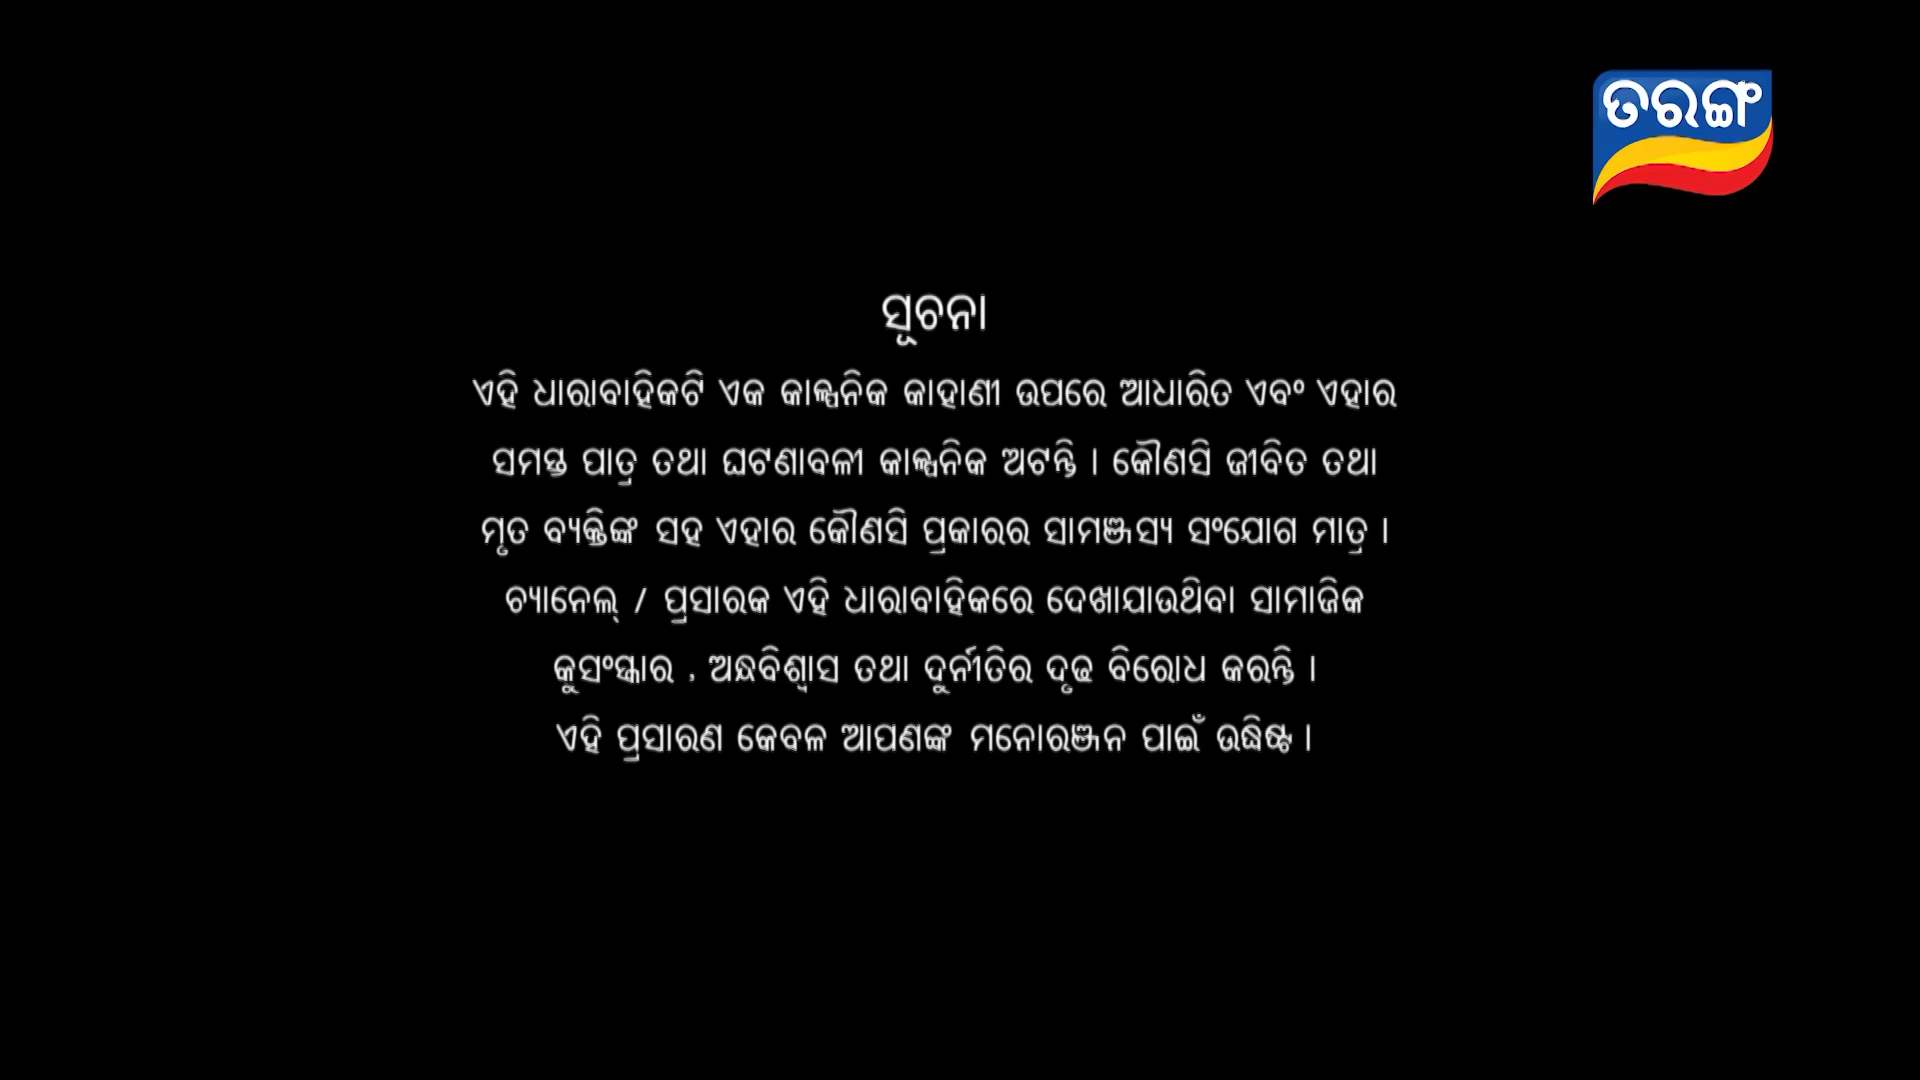 ତରଙ୍ଗ
ସୂଚନା
ଏହି ଧାରାବାହିକଟି ଏକ କାଳ୍ପନିକ କାହାଣୀ ଉପରେ ଆଧାରିତ ଏବଂ ଏହାର
ସମସ୍ତ ପାତ୍ର ତଥା ଘଟଣାବଳୀ କାଳ୍ପନିକ ଅଟନ୍ତି । କୌଣସି ଜୀବିତ ତଥା
ମୃତ ବ୍ୟକ୍ତିଙ୍କ ସହ ଏହାର କୌଣସି ପ୍ରକାରର ସାମଞ୍ଜସ୍ୟ ସଂଯୋଗ ମାତ୍ର ।
ଚ୍ୟାନେଲ୍ / ପ୍ରସାରକ ଏହି ଧାରାବାହିକରେ ଦେଖାଯାଉଥିବା ସାମାଜିକ
କୁସଂସ୍କାର , ଅନ୍ଧବିଶ୍ୱାସ ତଥା ଦୁର୍ନୀତିର ଦୃଢ ବିରୋଧ କରନ୍ତି ।
ଏହି ପ୍ରସାରଣ କେବଳ ଆପଣଙ୍କ ମନୋରଞ୍ଜନ ପାଇଁ ଉଦ୍ଧିଷ୍ଟ ।